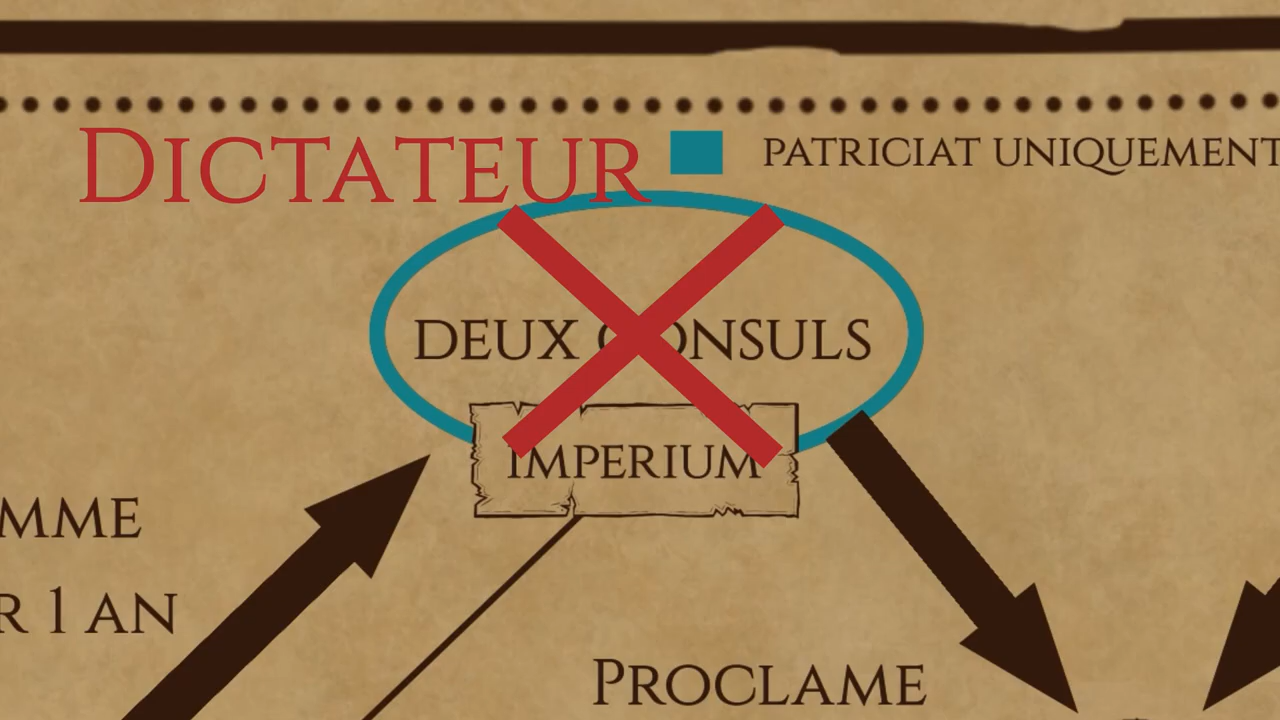 Dictateur
PATRICIAT UNIQUEMENT
DEUX CONSULS
IMPERIUM
MME
R 1 AN
PROCLAME